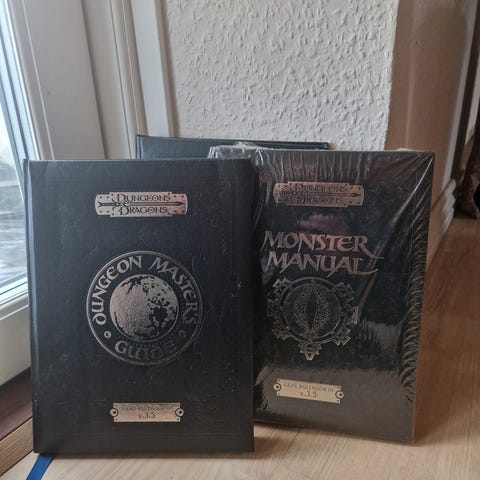 DUNGEONS
& DRAGONS
DUNGEON MASTER'S
GUIDE
CORE RULEBOOK II
v.3.5
DUNGEONS
& DRAGONS
MONSTER
MANUAL
CORE RULEBOOK III
v.3.5